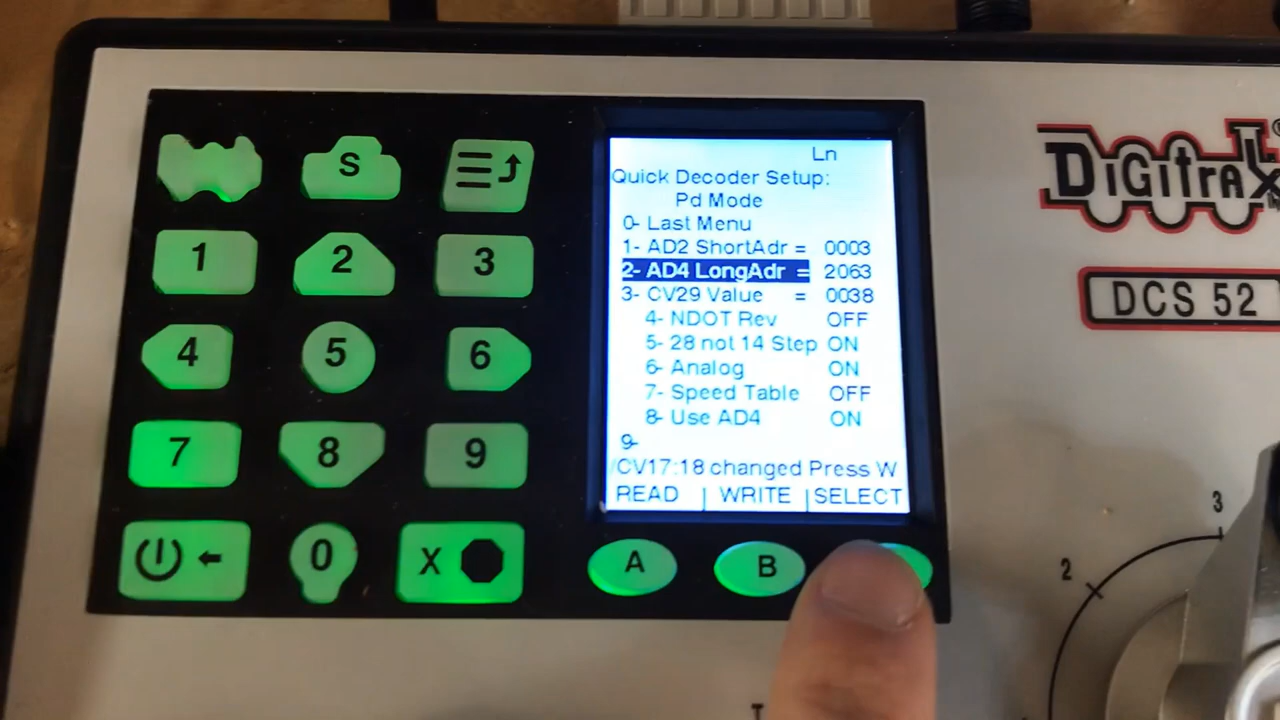 Ln
Quick Decoder Setup:
Pd Mode
0- Last Menu
1- AD2 ShortAdr = 0003
2- AD4 LongAdr = 2063
3- CV29 Value = 0038
4- NDOT Rev OFF
5- 28 not 14 Step ON
6- Analog ON
7- Speed Table OFF
8- Use AD4 ON
9-
/CV17:18 changed Press W
READ | WRITE | SELECT
S
1 2 3
4 5 6
7 8 9
0 X
A B
DIGITRAX
DCS 52
3
2
T